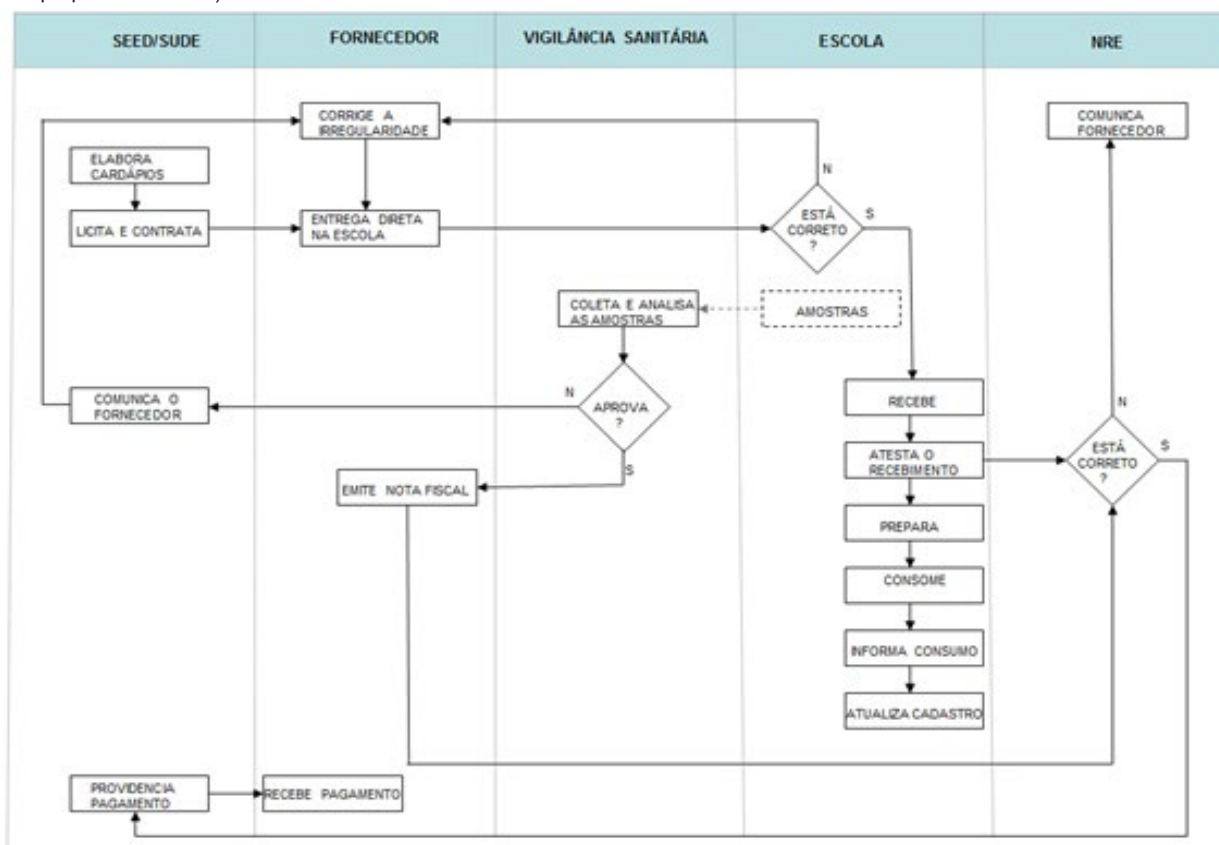 SEED/SUDE
FORNECEDOR
VIGILÂNCIA SANITÁRIA
ESCOLA
NRE
CORRIGE A
IRREGULARIDADE
COMUNICA
FORNECEDOR
ELABORA
CARDÁPIOS
N
LICITA E CONTRATA
ENTREGA DIRETA
NA ESCOLA
ESTÁ
CORRETO
?
S
COLETA E ANALISA
AS AMOSTRAS
AMOSTRAS
COMUNICA O
FORNECEDOR
N
APROVA
?
S
RECEBE
N
ATESTA O
RECEBIMENTO
ESTÁ
CORRETO
?
S
EMITE NOTA FISCAL
PREPARA
CONSOME
INFORMA CONSUMO
ATUALIZA CADASTRO
PROVIDENCIA
PAGAMENTO
RECEBE PAGAMENTO